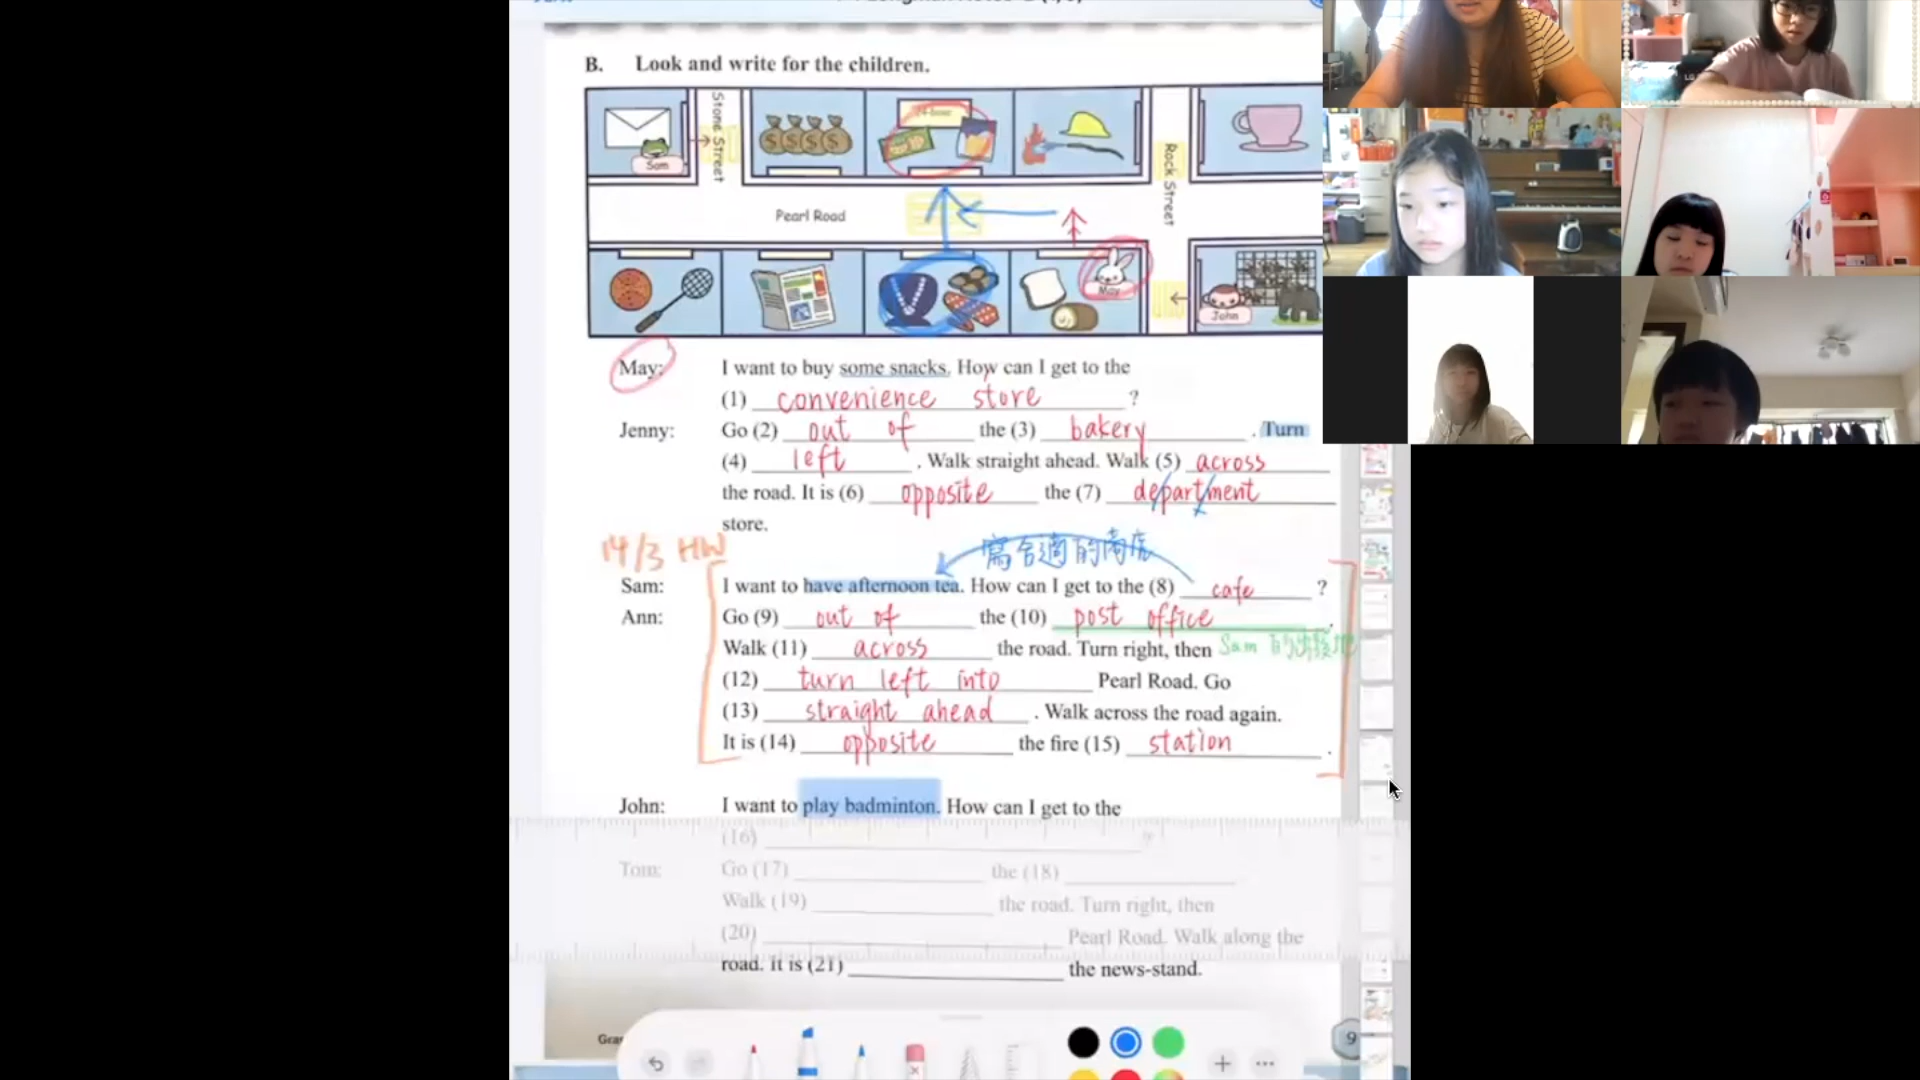 B. Look and write for the children.
Stone Street
Sam
Rock Street
Pearl Road
May
John
May: I want to buy some snacks. How can I get to the
(1) convenience store ?
Jenny: Go (2) out of the (3) bakery . Turn
(4) left . Walk straight ahead. Walk (5) across
the road. It is (6) opposite the (7) department
store.
14/3 HW
寫合適的商店
Sam: I want to have afternoon tea. How can I get to the (8) cafe ?
Ann: Go (9) out of the (10) post office .
Walk (11) across the road. Turn right, then Sam
(12) turn left into Pearl Road. Go
(13) straight ahead . Walk across the road again.
It is (14) opposite the fire (15) station .
John: I want to play badminton. How can I get to the
(16) ?
Tom: Go (17) the (18)
Walk (19) the road. Turn right, then
(20) Pearl Road. Walk along the
road. It is (21) the news-stand.
9